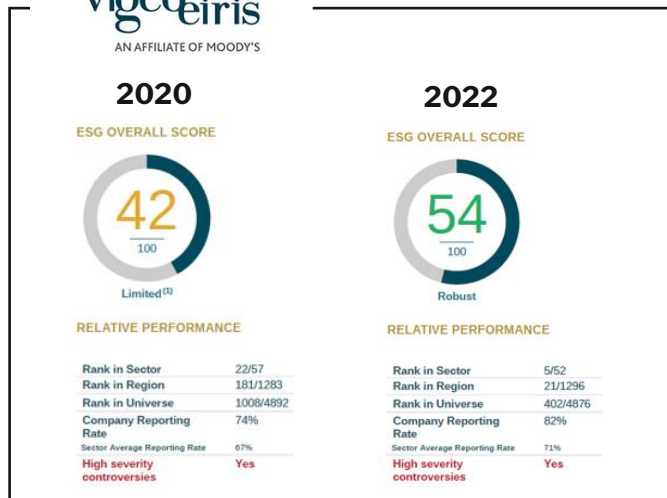 vigeo eiris
AN AFFILIATE OF MOODY'S
2020
ESG OVERALL SCORE
42
100
Limited(1)
RELATIVE PERFORMANCE
Rank in Sector 22/57
Rank in Region 181/1283
Rank in Universe 1008/4892
Company Reporting 74%
Rate
Sector Average Reporting Rate 67%
High severity Yes
controversies
2022
ESG OVERALL SCORE
54
100
Robust
RELATIVE PERFORMANCE
Rank in Sector 5/52
Rank in Region 21/1296
Rank in Universe 402/4876
Company Reporting 82%
Rate
Sector Average Reporting Rate 71%
High severity Yes
controversies